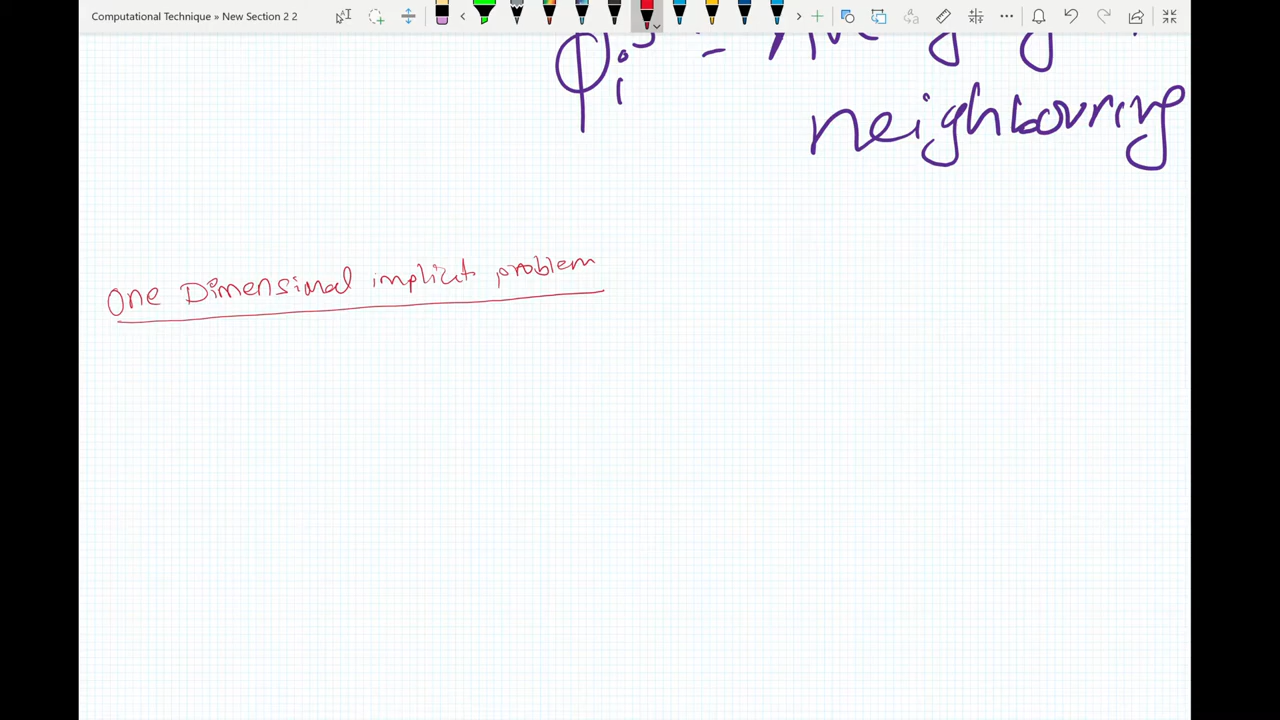 Computational Technique » New Section 2 2
neighbouring
One Dimensional implicit problem